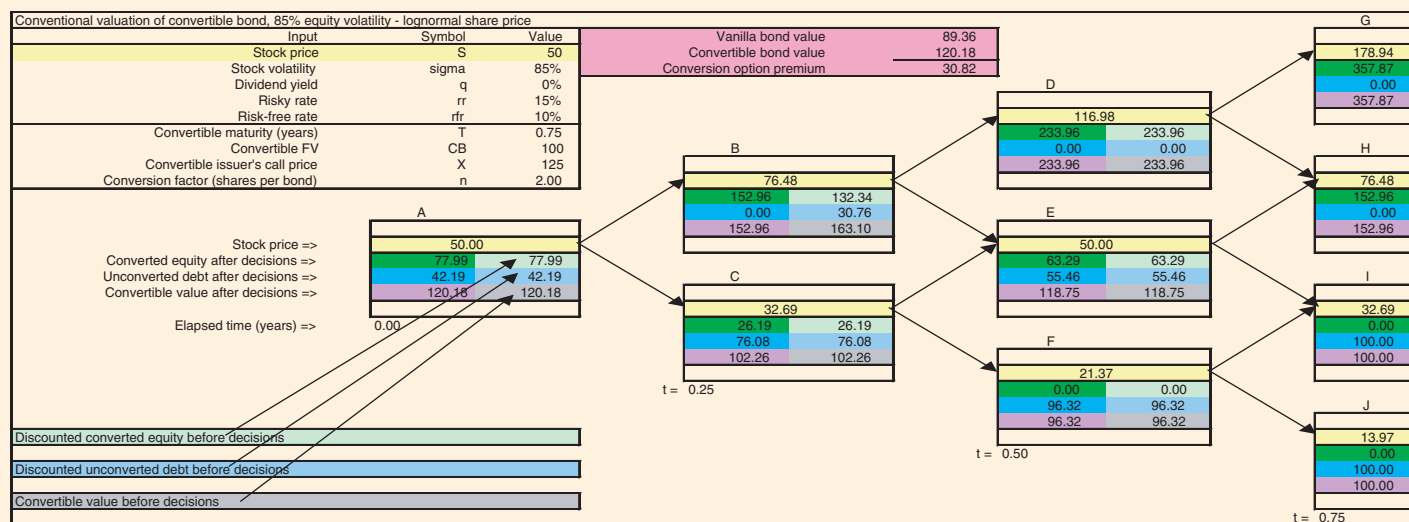 Conventional valuation of convertible bond, 85% equity volatility - lognormal share price
Input Symbol Value
Stock price S 50
Stock volatility sigma 85%
Dividend yield q 0%
Risky rate rr 15%
Risk-free rate rfr 10%
Convertible maturity (years) T 0.75
Convertible FV CB 100
Convertible issuer's call price X 125
Conversion factor (shares per bond) n 2.00
Vanilla bond value 89.36
Convertible bond value 120.18
Conversion option premium 30.82
A
Stock price => 50.00
Converted equity after decisions => 77.99 77.99
Unconverted debt after decisions => 42.19 42.19
Convertible value after decisions => 120.18 120.18
Elapsed time (years) => 0.00
B
76.48
152.96 132.34
0.00 30.76
152.96 163.10
C
32.69
26.19 26.19
76.08 76.08
102.26 102.26
t = 0.25
D
116.98
233.96 233.96
0.00 0.00
233.96 233.96
E
50.00
63.29 63.29
55.46 55.46
118.75 118.75
F
21.37
0.00 0.00
96.32 96.32
96.32 96.32
t = 0.50
G
178.94
357.87
0.00
357.87
H
76.48
152.96
0.00
152.96
I
32.69
0.00
100.00
100.00
J
13.97
0.00
100.00
100.00
t = 0.75
Discounted converted equity before decisions
Discounted unconverted debt before decisions
Convertible value before decisions